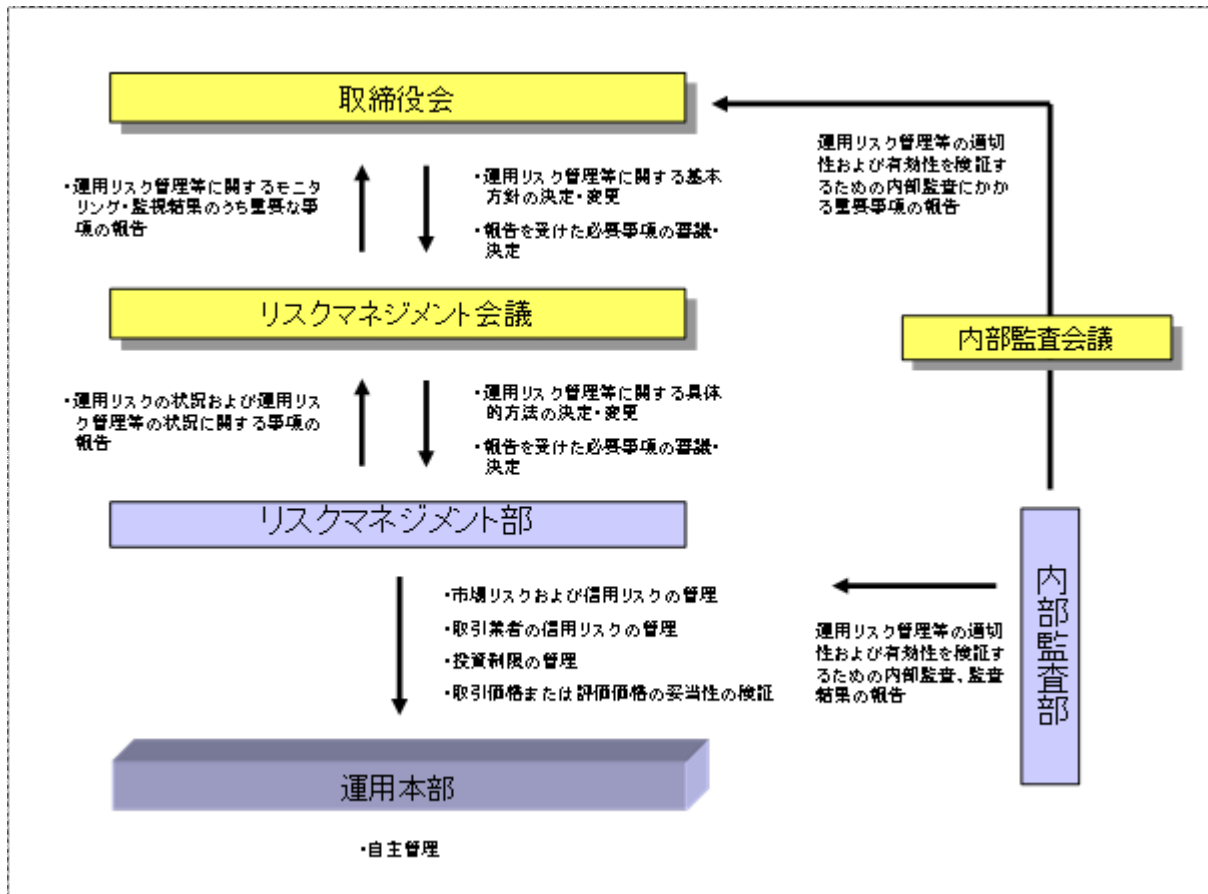 取締役会
・運用リスク管理等に関するモニタ
リング・監視結果のうち重要な事
項の報告
・運用リスク管理等に関する基本
方針の決定・変更
・報告を受けた必要事項の審議・
決定
運用リスク管理等の適切
性および有効性を検証す
るための内部監査にかか
る重要事項の報告
リスクマネジメント会議
内部監査会議
・運用リスクの状況および運用リス
ク管理等の状況に関する事項の
報告
・運用リスク管理等に関する具体
的方法の決定・変更
・報告を受けた必要事項の審議・
決定
リスクマネジメント部
内部監査部
・市場リスクおよび信用リスクの管理
・取引業者の信用リスクの管理
・投資制限の管理
・取引価格または評価価格の妥当性の検証
運用リスク管理等の適切
性および有効性を検証す
るための内部監査、監査
結果の報告
運用本部
・自主管理